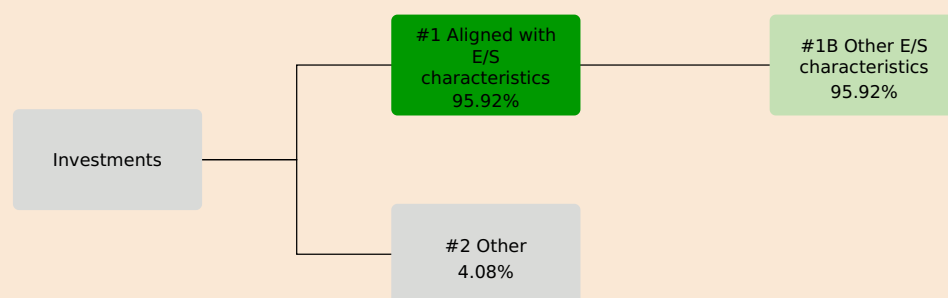 #1 Aligned with
E/S
characteristics
95.92%
#1B Other E/S
characteristics
95.92%
Investments
#2 Other
4.08%